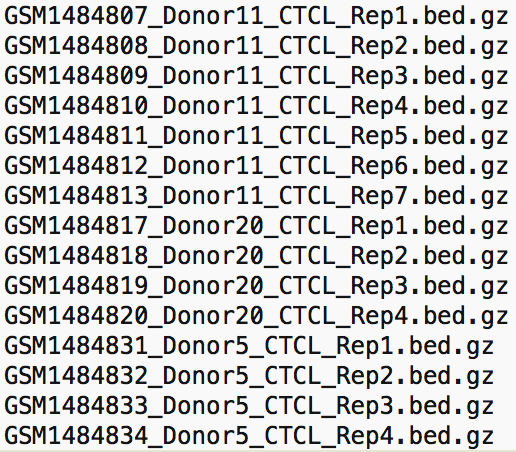 GSM1484807_Donor11_CTCL_Rep1.bed.gz
GSM1484808_Donor11_CTCL_Rep2.bed.gz
GSM1484809_Donor11_CTCL_Rep3.bed.gz
GSM1484810_Donor11_CTCL_Rep4.bed.gz
GSM1484811_Donor11_CTCL_Rep5.bed.gz
GSM1484812_Donor11_CTCL_Rep6.bed.gz
GSM1484813_Donor11_CTCL_Rep7.bed.gz
GSM1484817_Donor20_CTCL_Rep1.bed.gz
GSM1484818_Donor20_CTCL_Rep2.bed.gz
GSM1484819_Donor20_CTCL_Rep3.bed.gz
GSM1484820_Donor20_CTCL_Rep4.bed.gz
GSM1484831_Donor5_CTCL_Rep1.bed.gz
GSM1484832_Donor5_CTCL_Rep2.bed.gz
GSM1484833_Donor5_CTCL_Rep3.bed.gz
GSM1484834_Donor5_CTCL_Rep4.bed.gz